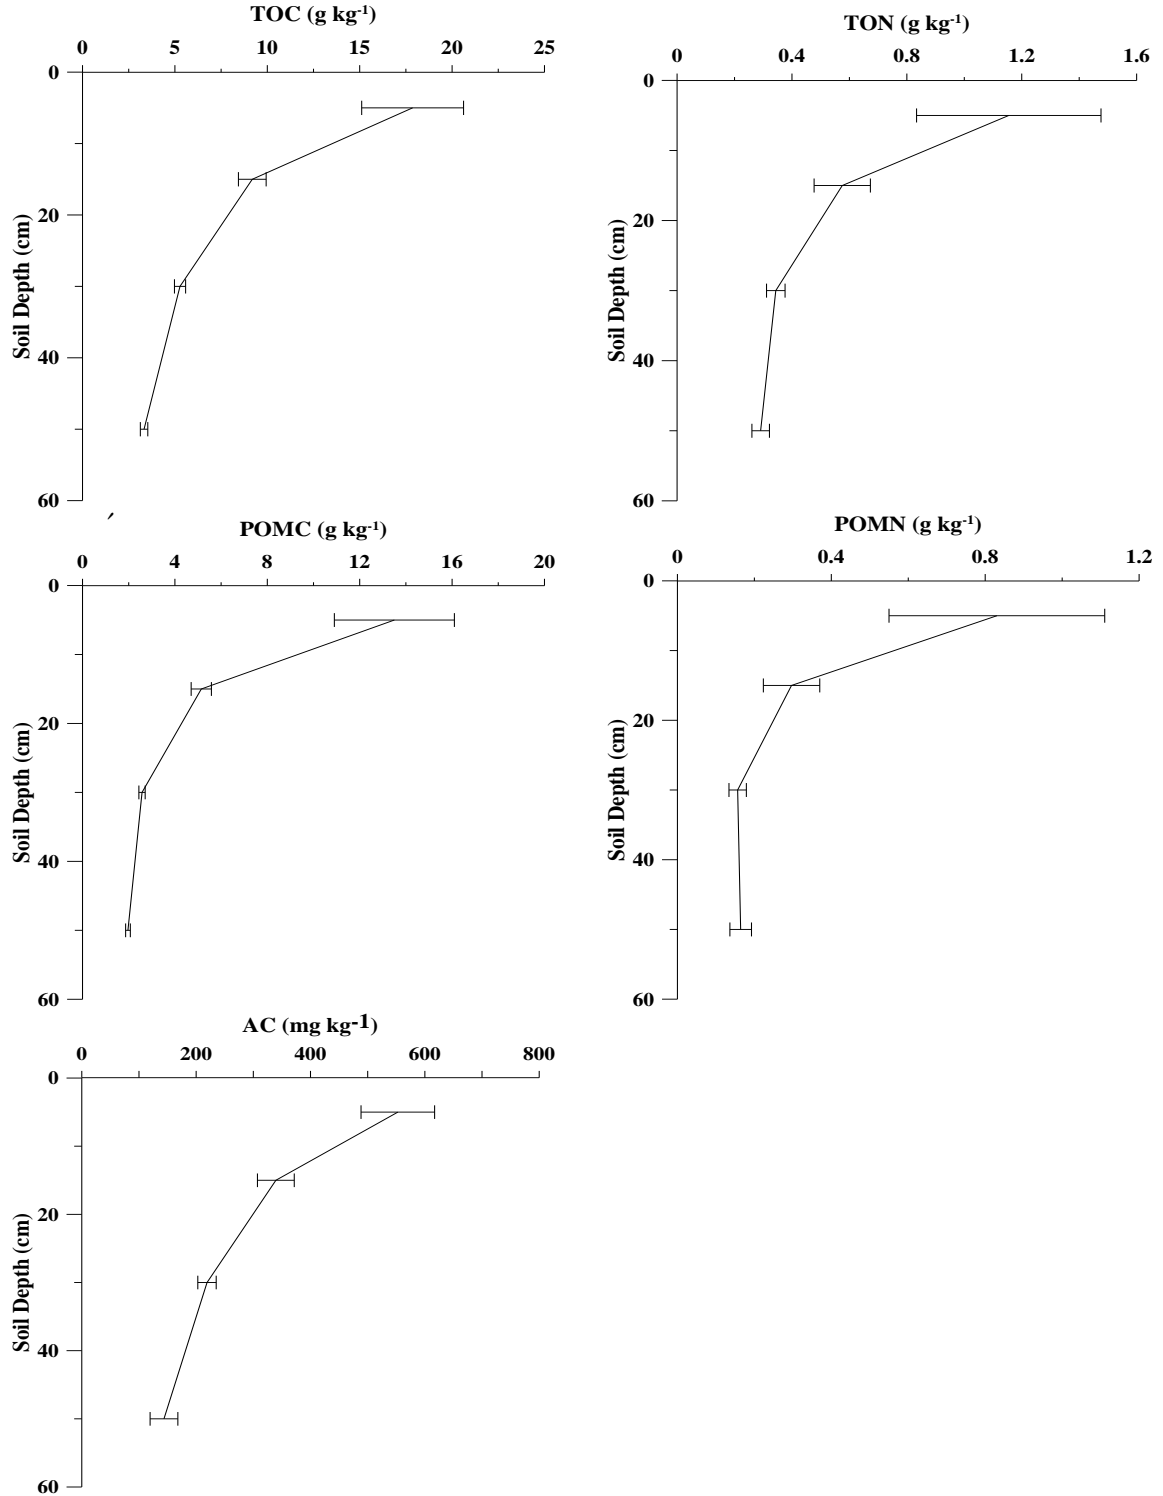 TOC (g kg-1)
0 5 10 15 20 25
0
20
40
60
Soil Depth (cm)
TON (g kg-1)
0 0.4 0.8 1.2 1.6
0
20
40
60
Soil Depth (cm)
POMC (g kg-1)
0 4 8 12 16 20
0
20
40
60
Soil Depth (cm)
POMN (g kg-1)
0 0.4 0.8 1.2
0
20
40
60
Soil Depth (cm)
AC (mg kg-1)
0 200 400 600 800
0
20
40
60
Soil Depth (cm)